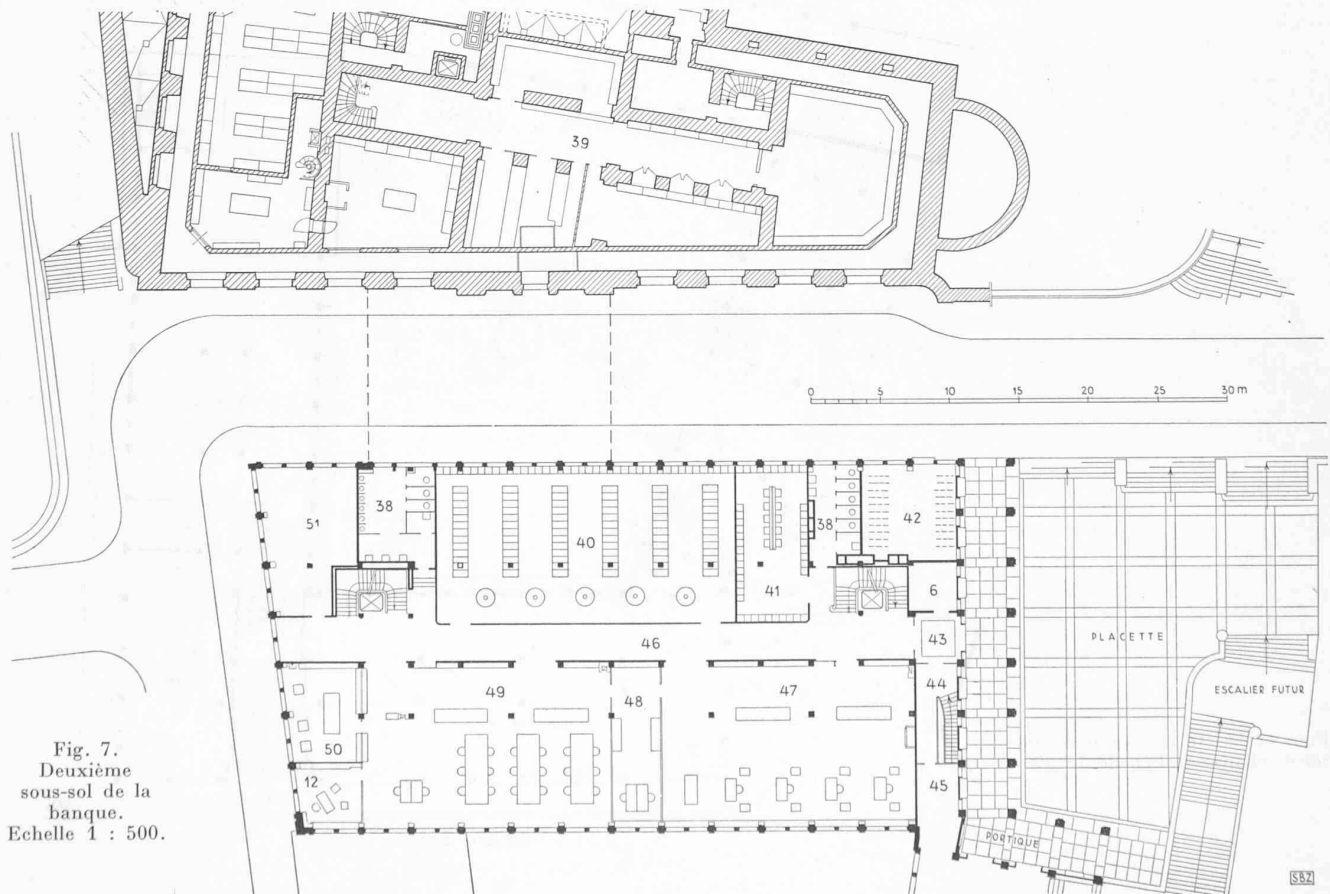 39
0 5 10 15 20 25 30 m
51
38
40
41
38
42
6
46
43
PLACETTE
44
ESCALIER FUTUR
49
48
47
50
12
45
PORTIQUE
Fig. 7.
Deuxième
sous-sol de la
banque.
Echelle 1 : 500.
SBZ